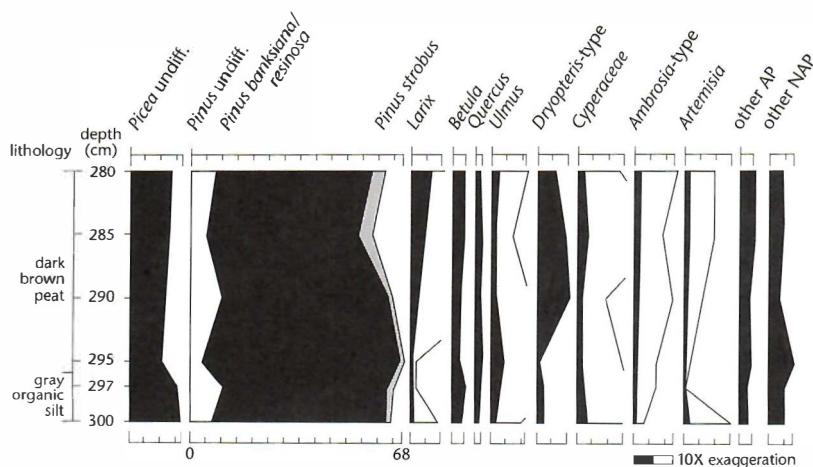 Picea undiff.
Pinus undiff.
Pinus banksiana/
resinosa
Pinus strobus
Larix
Betula
Quercus
Ulmus
Dryopteris-type
Cyperaceae
Ambrosia-type
Artemisia
other AP
other NAP
lithology
depth
(cm)
280
285
dark
brown
peat
290
295
gray
organic
silt
297
300
0
68
10X exaggeration